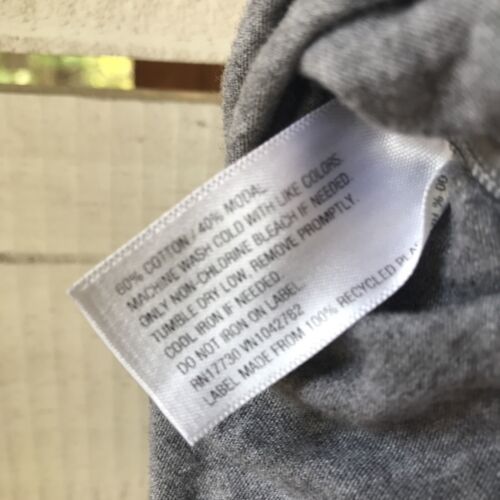 60% COTTON / 40% MODAL.
MACHINE WASH COLD WITH LIKE COLORS.
ONLY NON-CHLORINE BLEACH IF NEEDED.
TUMBLE DRY LOW. REMOVE PROMPTLY.
COOL IRON IF NEEDED.
DO NOT IRON ON LABEL.
RN17730 VN1042762
LABEL MADE FROM 100% RECYCLED